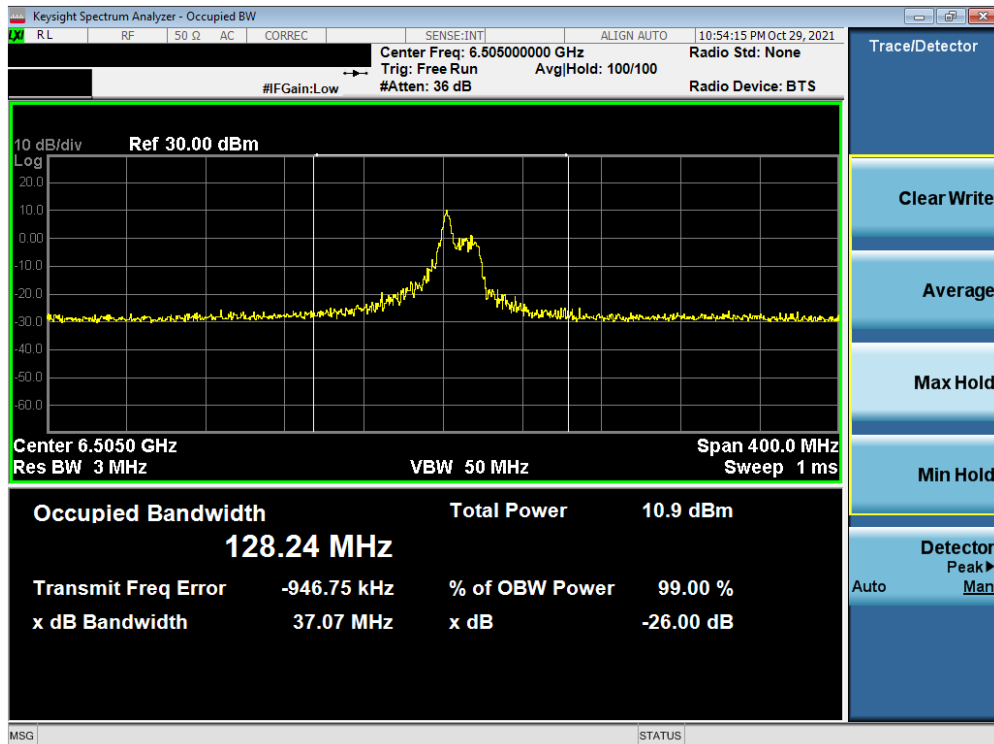 Keysight Spectrum Analyzer - Occupied BW
LXI RL RF 50 Ω AC CORREC SENSE:INT ALIGN AUTO 10:54:15 PM Oct 29, 2021
Center Freq: 6.505000000 GHz Radio Std: None
Trig: Free Run Avg|Hold: 100/100
#IFGain:Low #Atten: 36 dB Radio Device: BTS
Trace/Detector
10 dB/div Ref 30.00 dBm
Log
20.0
10.0
0.00
-10.0
-20.0
-30.0
-40.0
-50.0
-60.0
Center 6.5050 GHz Span 400.0 MHz
Res BW 3 MHz VBW 50 MHz Sweep 1 ms
Occupied Bandwidth Total Power 10.9 dBm
128.24 MHz
Transmit Freq Error -946.75 kHz % of OBW Power 99.00 %
x dB Bandwidth 37.07 MHz x dB -26.00 dB
Clear Write
Average
Max Hold
Min Hold
Detector
Peak▶
Auto Man
MSG STATUS